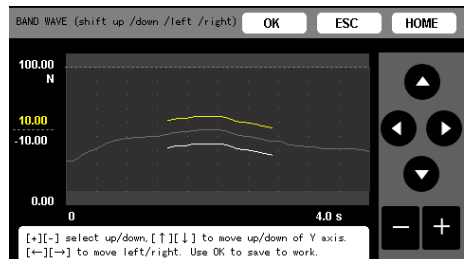 BAND WAVE (shift up /down /left /right)
OK
ESC
HOME
100.00
N
10.00
-10.00
0.00
0
4.0 s
[+][-] select up/down,[↑][↓] to move up/down of Y axis.
[←][→] to move left/right. Use OK to save to work.